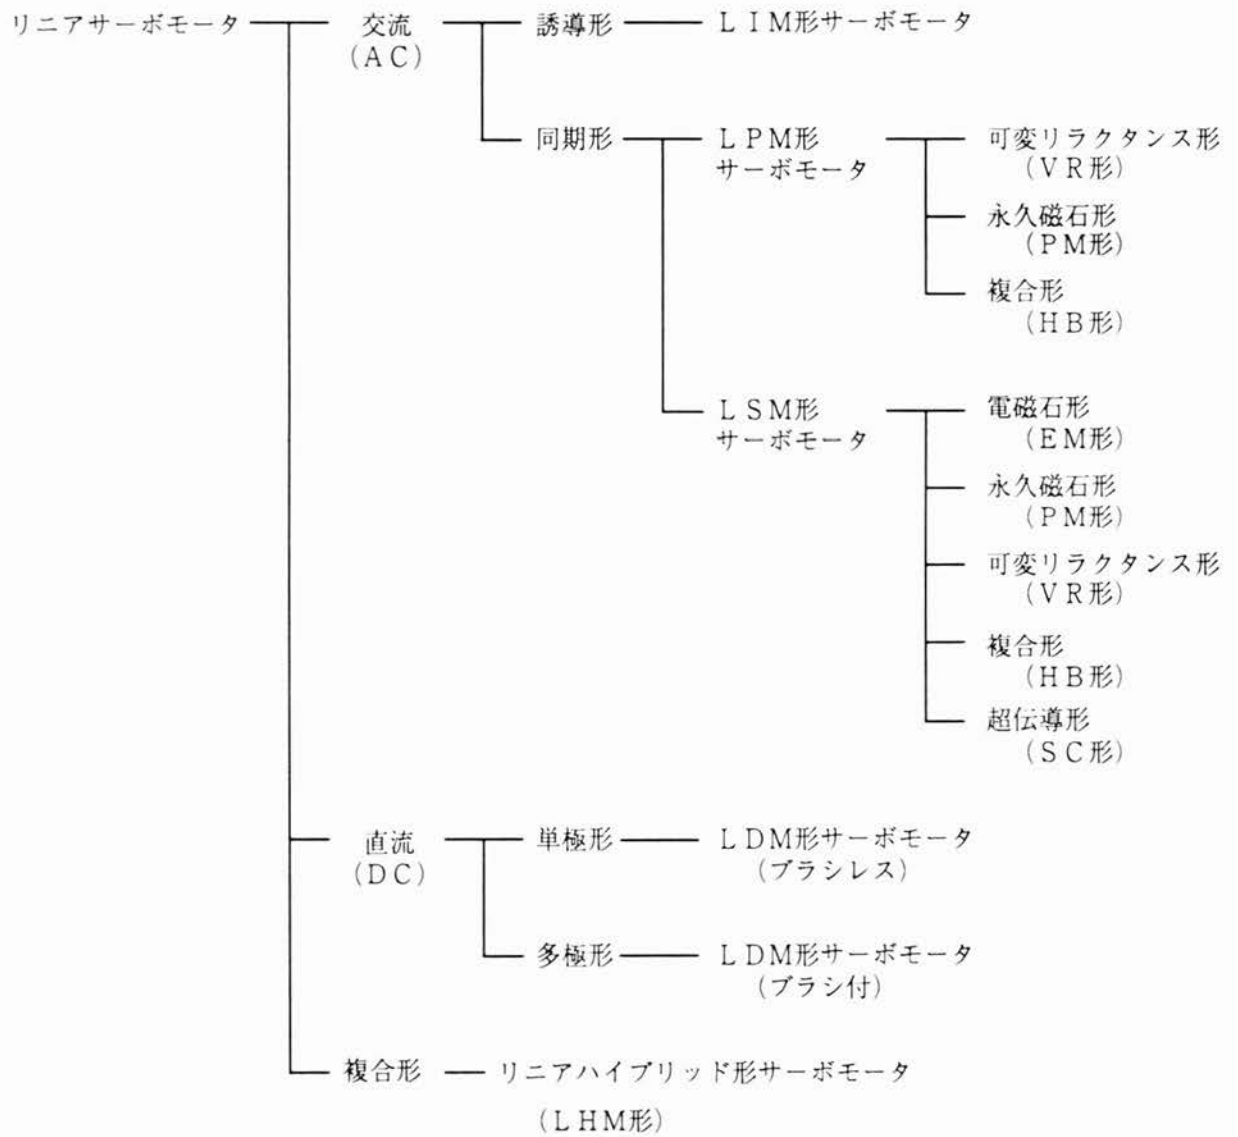 リニアサーボモータ
交流
(AC)
誘導形
LIM形サーボモータ
同期形
LPM形
サーボモータ
可変リラクタンス形
(VR形)
永久磁石形
(PM形)
複合形
(HB形)
LSM形
サーボモータ
電磁石形
(EM形)
永久磁石形
(PM形)
可変リラクタンス形
(VR形)
複合形
(HB形)
超伝導形
(SC形)
直流
(DC)
単極形
LDM形サーボモータ
(ブラシレス)
多極形
LDM形サーボモータ
(ブラシ付)
複合形
リニアハイブリッド形サーボモータ
(LHM形)